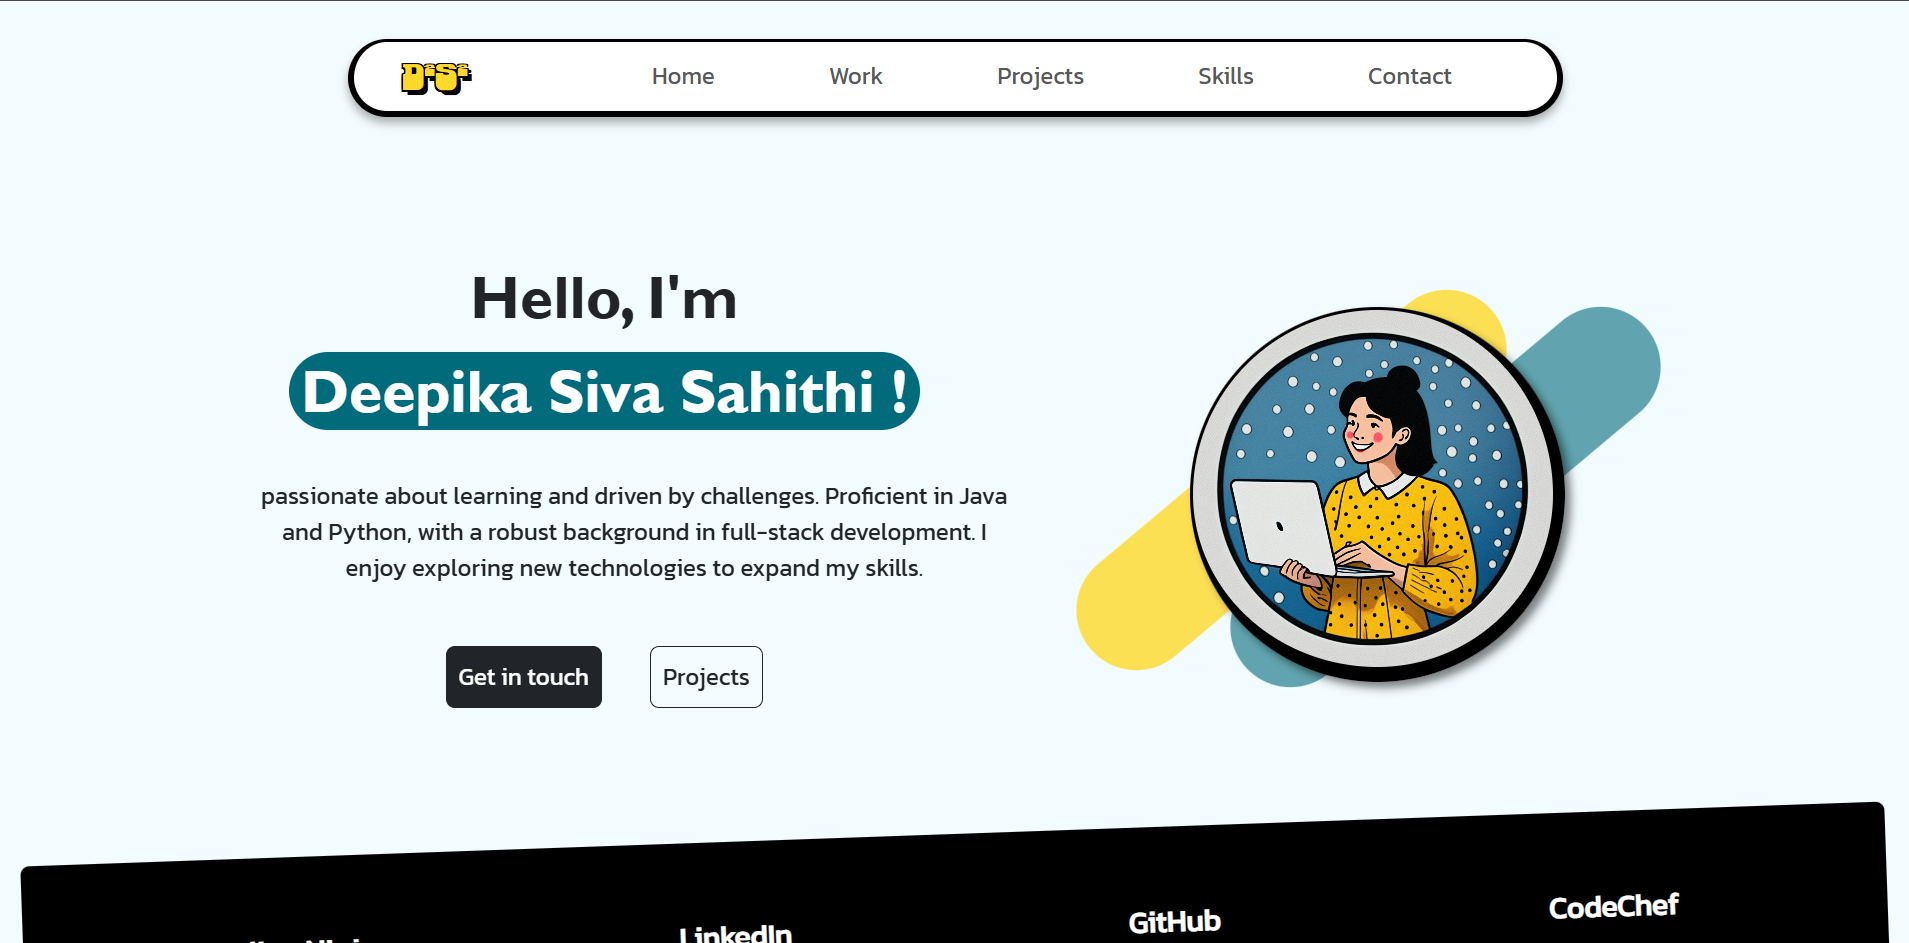 D.S.
Home Work Projects Skills Contact
Hello, I'm
Deepika Siva Sahithi !
passionate about learning and driven by challenges. Proficient in Java
and Python, with a robust background in full-stack development. I
enjoy exploring new technologies to expand my skills.
Get in touch Projects
LinkedIn GitHub CodeChef